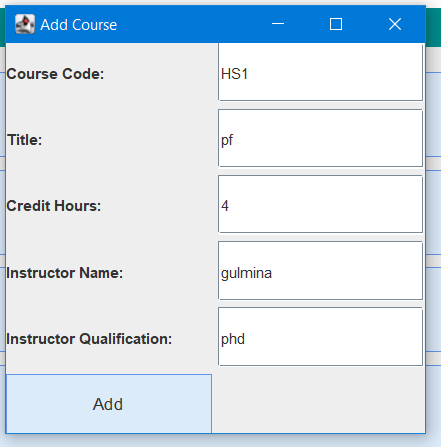 Add Course
Course Code: HS1
Title: pf
Credit Hours: 4
Instructor Name: gulmina
Instructor Qualification: phd
Add